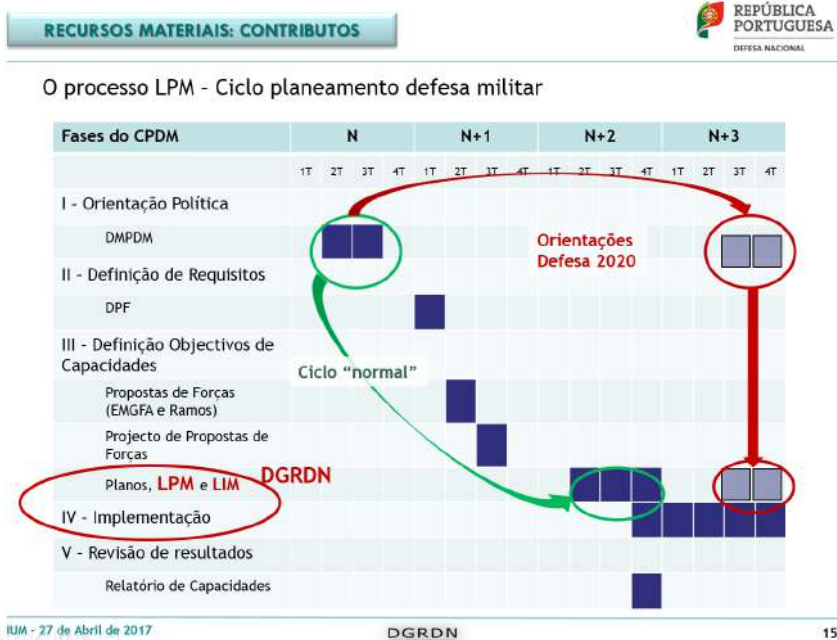 RECURSOS MATERIAIS: CONTRIBUTOS
REPÚBLICA
PORTUGUESA
DEFESA NACIONAL
O processo LPM - Ciclo planeamento defesa militar
Fases do CPDM N N+1 N+2 N+3
1T 2T 3T 4T 1T 2T 3T 4T 1T 2T 3T 4T 1T 2T 3T 4T
I - Orientação Política
DMPDM
Orientações
Defesa 2020
II - Definição de Requisitos
DPF
III - Definição Objectivos de
Capacidades
Ciclo "normal"
Propostas de Forças
(EMGFA e Ramos)
Projecto de Propostas de
Forças
Planos, LPM e LIM DGRDN
IV - Implementação
V - Revisão de resultados
Relatório de Capacidades
IUM - 27 de Abril de 2017
DGRDN
15